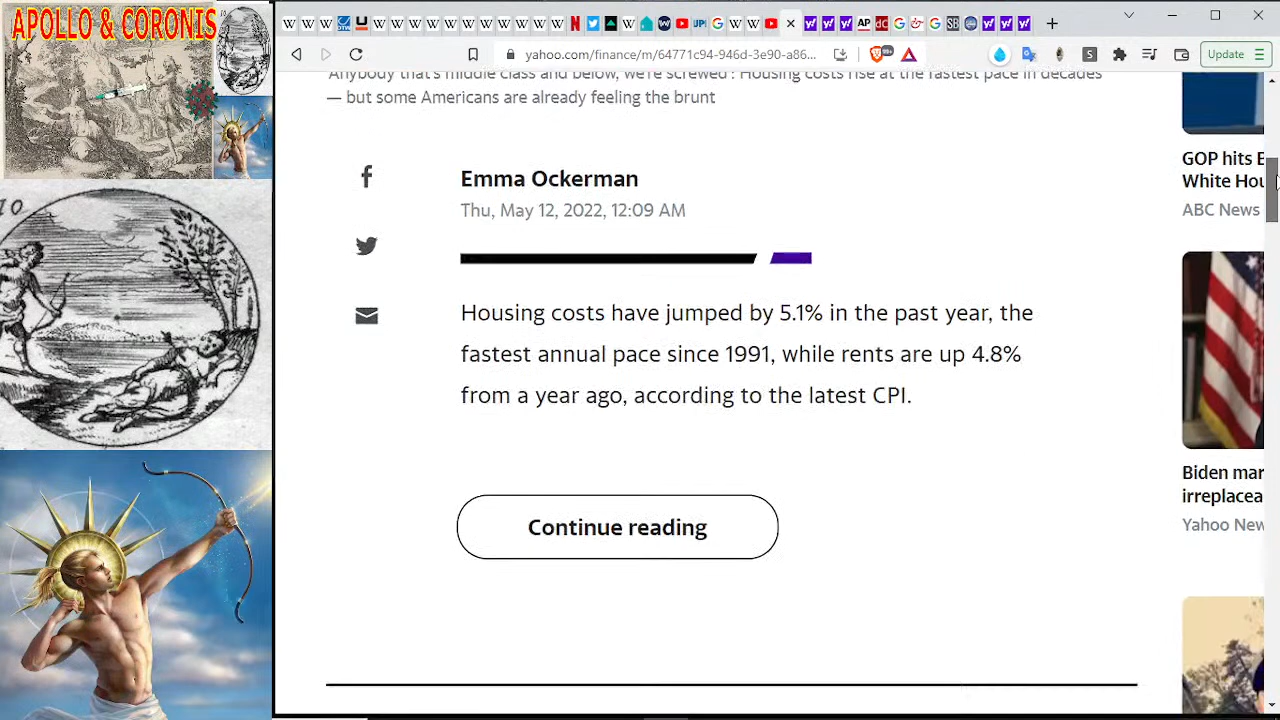 APOLLO & CORONIS
10
yahoo.com/finance/m/64771c94-946d-3e90-a86...
99+
Update
Anybody that's middle class and below, we're screwed': Housing costs rise at the fastest pace in decades
— but some Americans are already feeling the brunt
Emma Ockerman
Thu, May 12, 2022, 12:09 AM
Housing costs have jumped by 5.1% in the past year, the
fastest annual pace since 1991, while rents are up 4.8%
from a year ago, according to the latest CPI.
Continue reading
GOP hits B
White Hou
ABC News
Biden mar
irreplacea
Yahoo New